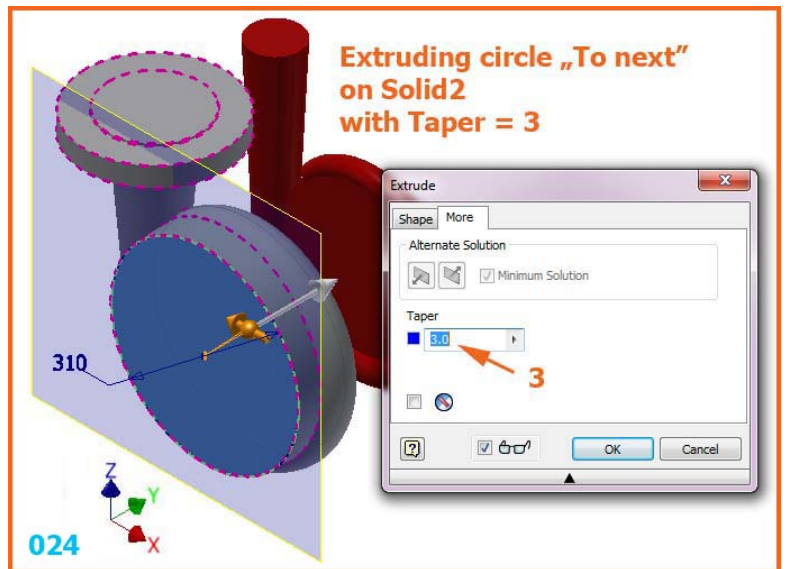 Extruding circle „To next”
on Solid2
with Taper = 3
Extrude
Shape More
Alternate Solution
Minimum Solution
Taper
3.0
3
310
OK Cancel
Z
Y
X
024